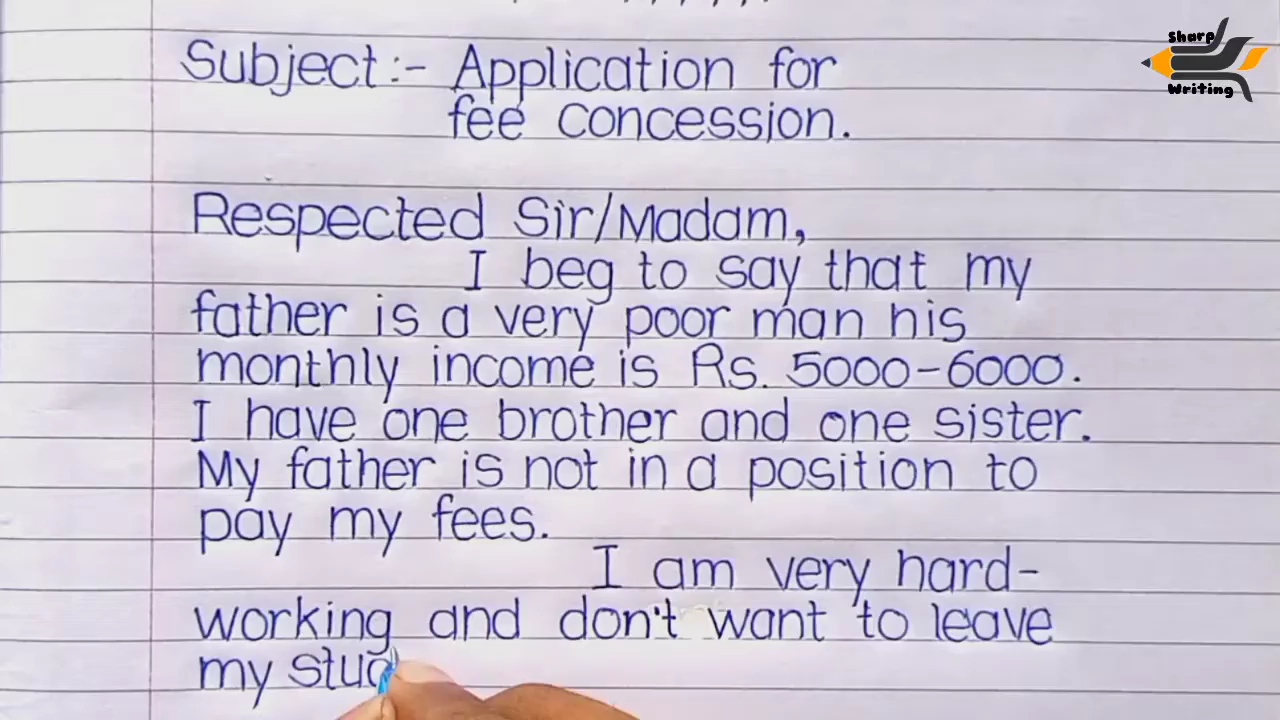 Sharp
Writing
Subject :- Application for
fee concession.
Respected Sir/Madam,
I beg to say that my
father is a very poor man his
monthly income is Rs. 5000-6000.
I have one brother and one sister.
My father is not in a position to
pay my fees.
I am very hard-
working and don't want to leave
my stud